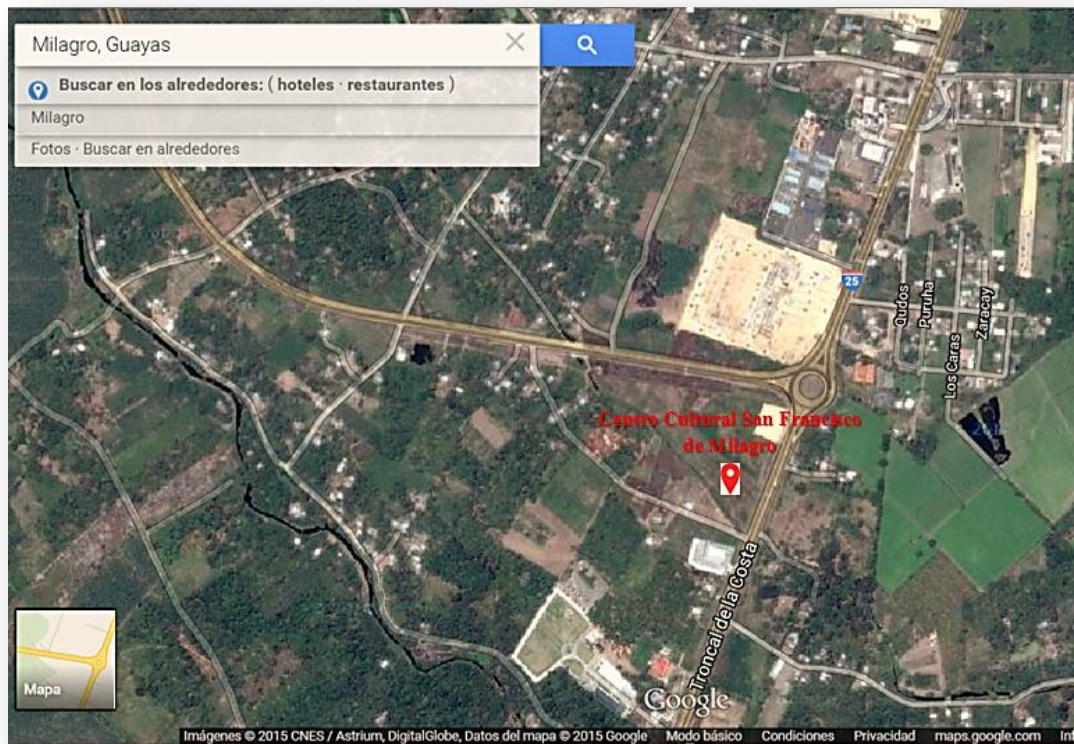 Milagro, Guayas
Buscar en los alrededores: ( hoteles · restaurantes )
Milagro
Fotos · Buscar en alrededores
25
Oudos
Puruha
Zaracay
Los Caras
Centro Cultural San Francisco
de Milagro
Troncal de la Costa
Mapa
Google
Imágenes © 2015 CNES / Astrium, DigitalGlobe, Datos del mapa © 2015 Google Modo básico Condiciones Privacidad maps.google.com